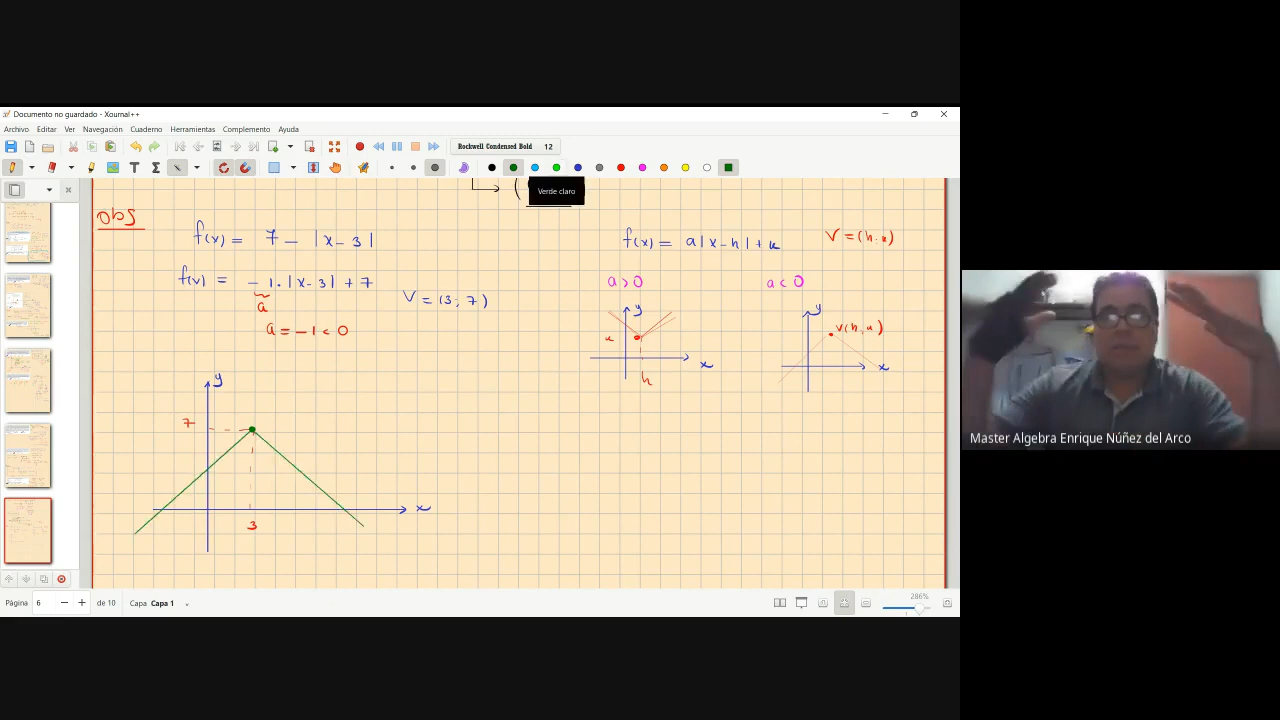 Documento no guardado - Xournal++
Archivo Editar Ver Navegación Cuaderno Herramientas Complemento Ayuda
Rockwell Condensed Bold 12
Verde claro
Obs
f(x) = 7 - |x - 3|
f(x) = - 1. |x - 3| + 7
a
V = (3; 7)
a = -1 < 0
y
7
x
3
f(x) = a|x - h| + k
V = (h; k)
a > 0
a < 0
y
k
x
h
y
V(h; k)
x
Master Algebra Enrique Núñez del Arco
Página 6 de 10 Capa Capa 1
286%